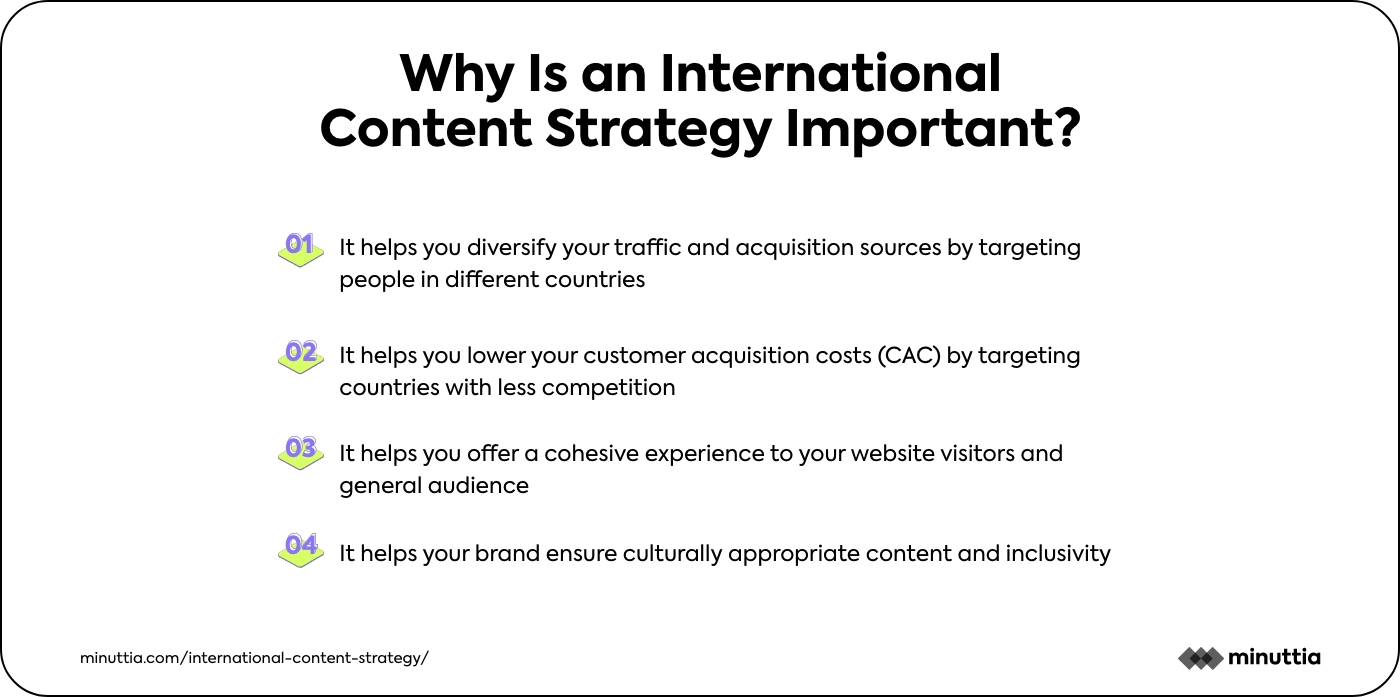 Why Is an International
Content Strategy Important?
01
It helps you diversify your traffic and acquisition sources by targeting
people in different countries
02
It helps you lower your customer acquisition costs (CAC) by targeting
countries with less competition
03
It helps you offer a cohesive experience to your website visitors and
general audience
04
It helps your brand ensure culturally appropriate content and inclusivity
minuttia.com/international-content-strategy/
minuttia